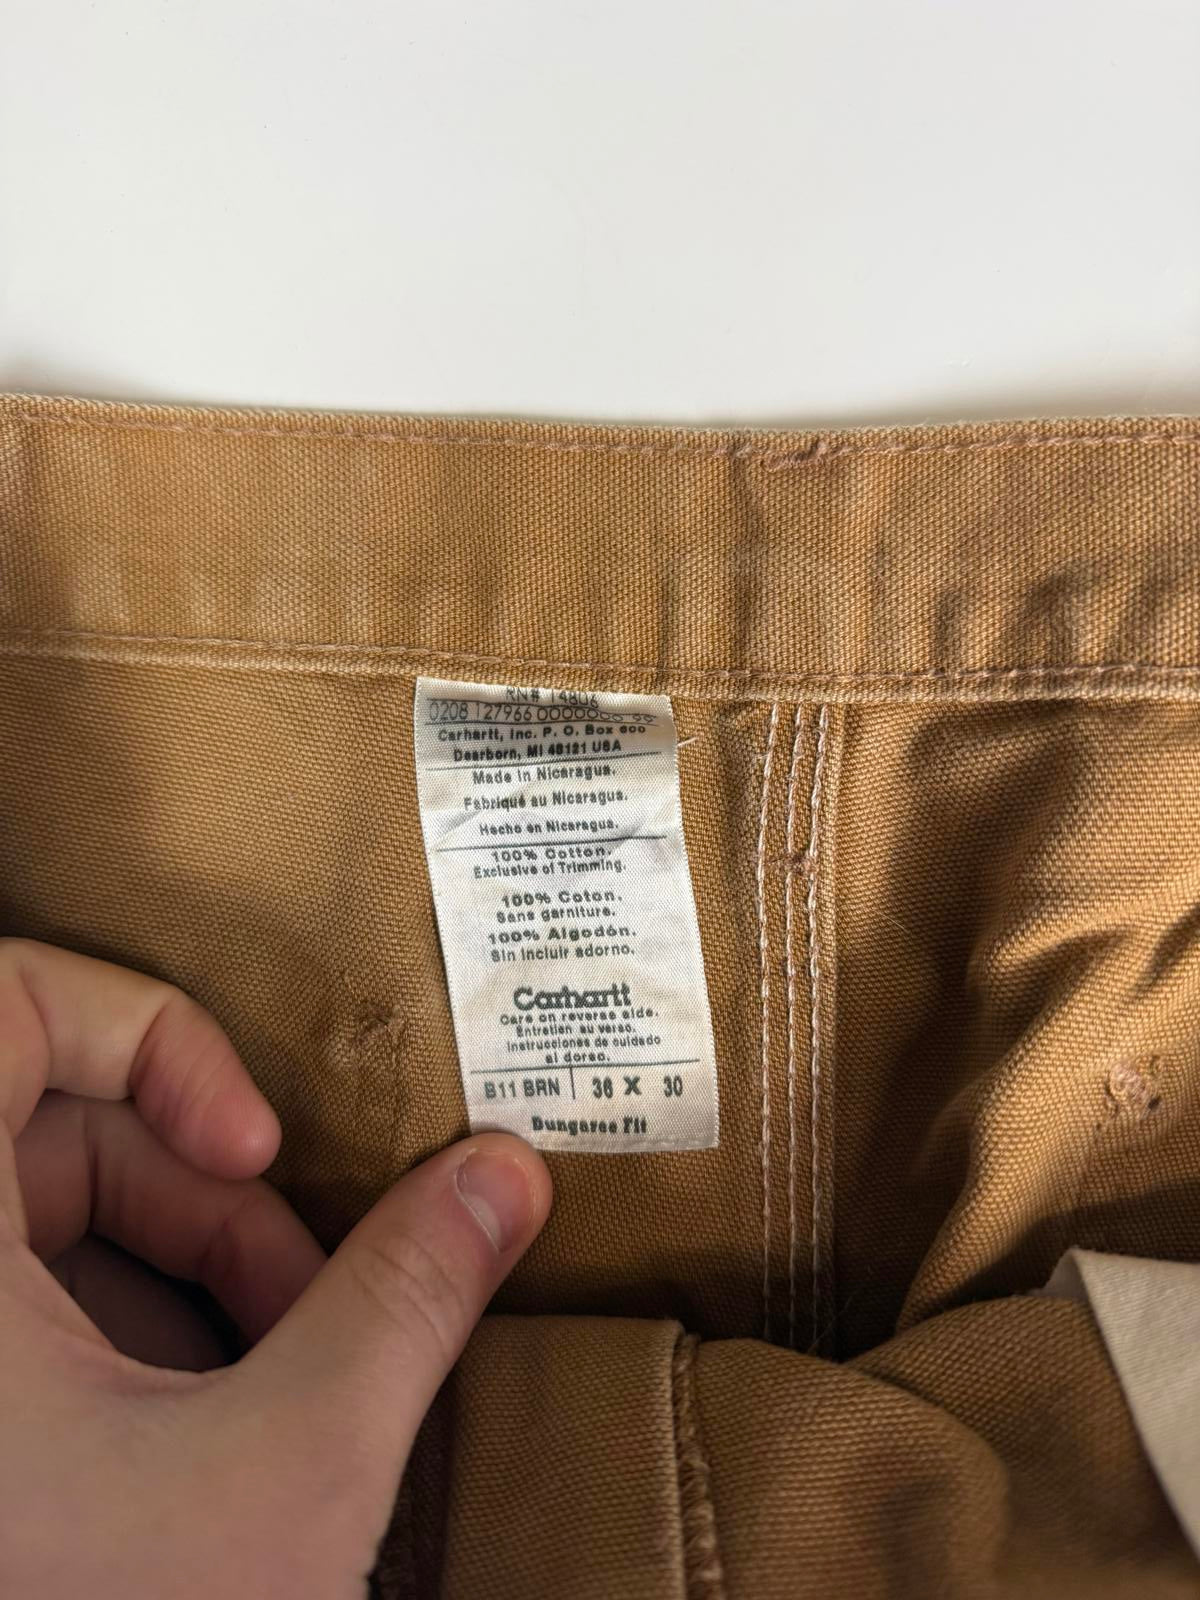 RN# 14806
0208 127966
Carhartt, Inc. P. O. Box 600
Dearborn, MI 48121 USA
Made in Nicaragua.
Fabriqué au Nicaragua.
Hecho en Nicaragua.
100% Cotton.
Exclusive of Trimming.
100% Coton.
Sans garniture.
100% Algodón.
Sin incluir adorno.
Carhartt
Care on reverse side.
Entretien au verso.
Instrucciones de cuidado
al dorso.
B11 BRN 36 X 30
Dungaree Fit